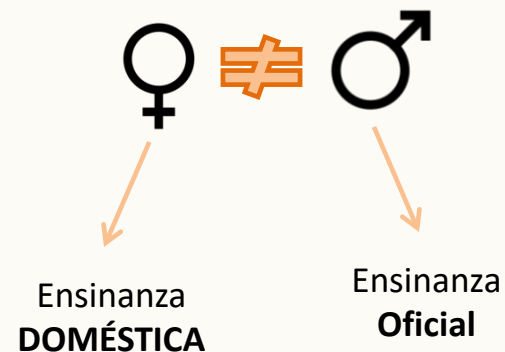 ♀ ≠ ♂
Ensinanza
DOMÉSTICA
Ensinanza
Oficial